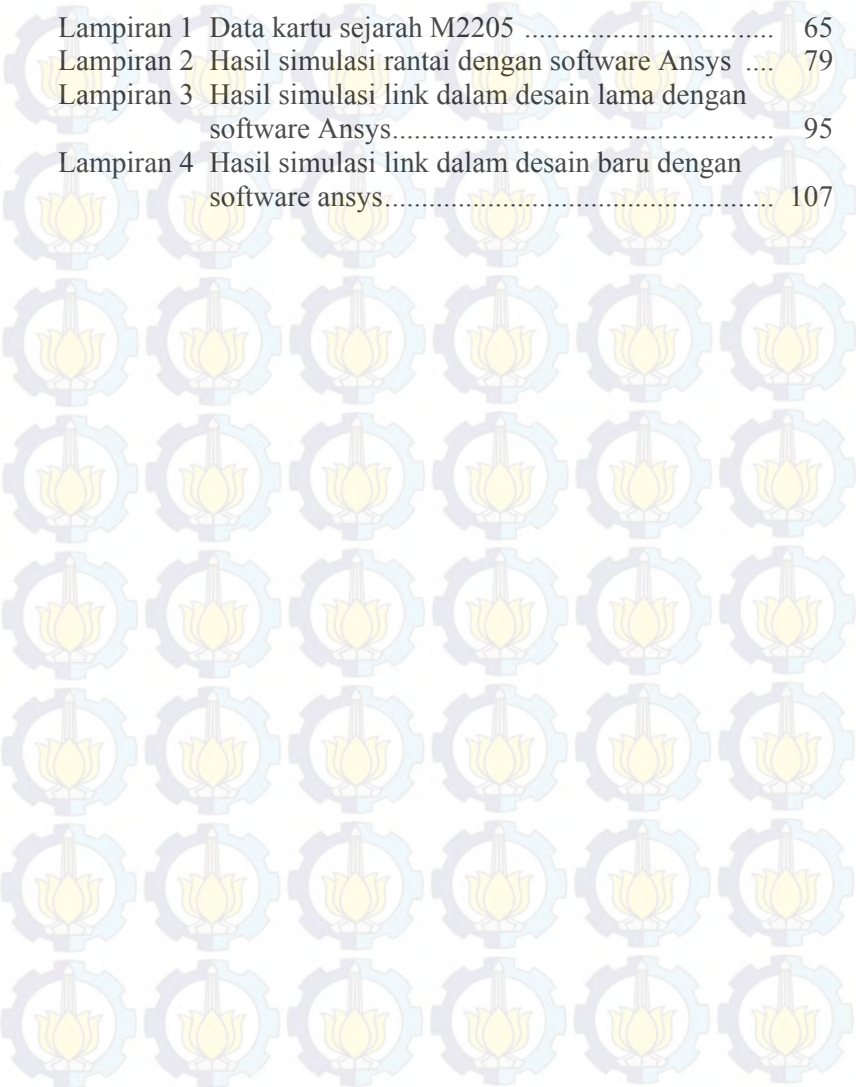 Lampiran 1 Data kartu sejarah M2205 ................................ 65
Lampiran 2 Hasil simulasi rantai dengan software Ansys .... 79
Lampiran 3 Hasil simulasi link dalam desain lama dengan
software Ansys................................................. 95
Lampiran 4 Hasil simulasi link dalam desain baru dengan
software ansys.................................................. 107